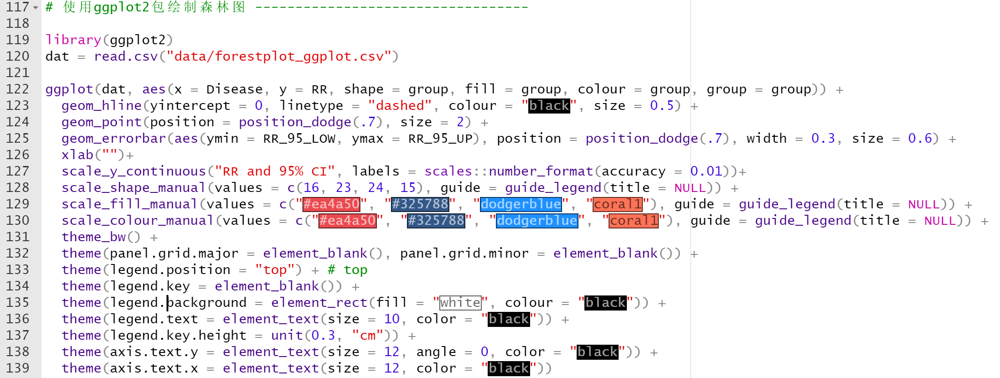 117 # 使用ggplot2包绘制森林图 ----------------------------------
118
119 library(ggplot2)
120 dat = read.csv("data/forestplot_ggplot.csv")
121
122 ggplot(dat, aes(x = Disease, y = RR, shape = group, fill = group, colour = group, group = group)) +
123   geom_hline(yintercept = 0, linetype = "dashed", colour = "black", size = 0.5) +
124   geom_point(position = position_dodge(.7), size = 2) +
125   geom_errorbar(aes(ymin = RR_95_LOW, ymax = RR_95_UP), position = position_dodge(.7), width = 0.3, size = 0.6) +
126   xlab("")+
127   scale_y_continuous("RR and 95% CI", labels = scales::number_format(accuracy = 0.01))+
128   scale_shape_manual(values = c(16, 23, 24, 15), guide = guide_legend(title = NULL)) +
129   scale_fill_manual(values = c("#ea4a50", "#325788", "dodgerblue", "coral1"), guide = guide_legend(title = NULL)) +
130   scale_colour_manual(values = c("#ea4a50", "#325788", "dodgerblue", "coral1"), guide = guide_legend(title = NULL)) +
131   theme_bw() +
132   theme(panel.grid.major = element_blank(), panel.grid.minor = element_blank()) +
133   theme(legend.position = "top") + # top
134   theme(legend.key = element_blank()) +
135   theme(legend.background = element_rect(fill = "white", colour = "black")) +
136   theme(legend.text = element_text(size = 10, color = "black")) +
137   theme(legend.key.height = unit(0.3, "cm")) +
138   theme(axis.text.y = element_text(size = 12, angle = 0, color = "black")) +
139   theme(axis.text.x = element_text(size = 12, color = "black"))